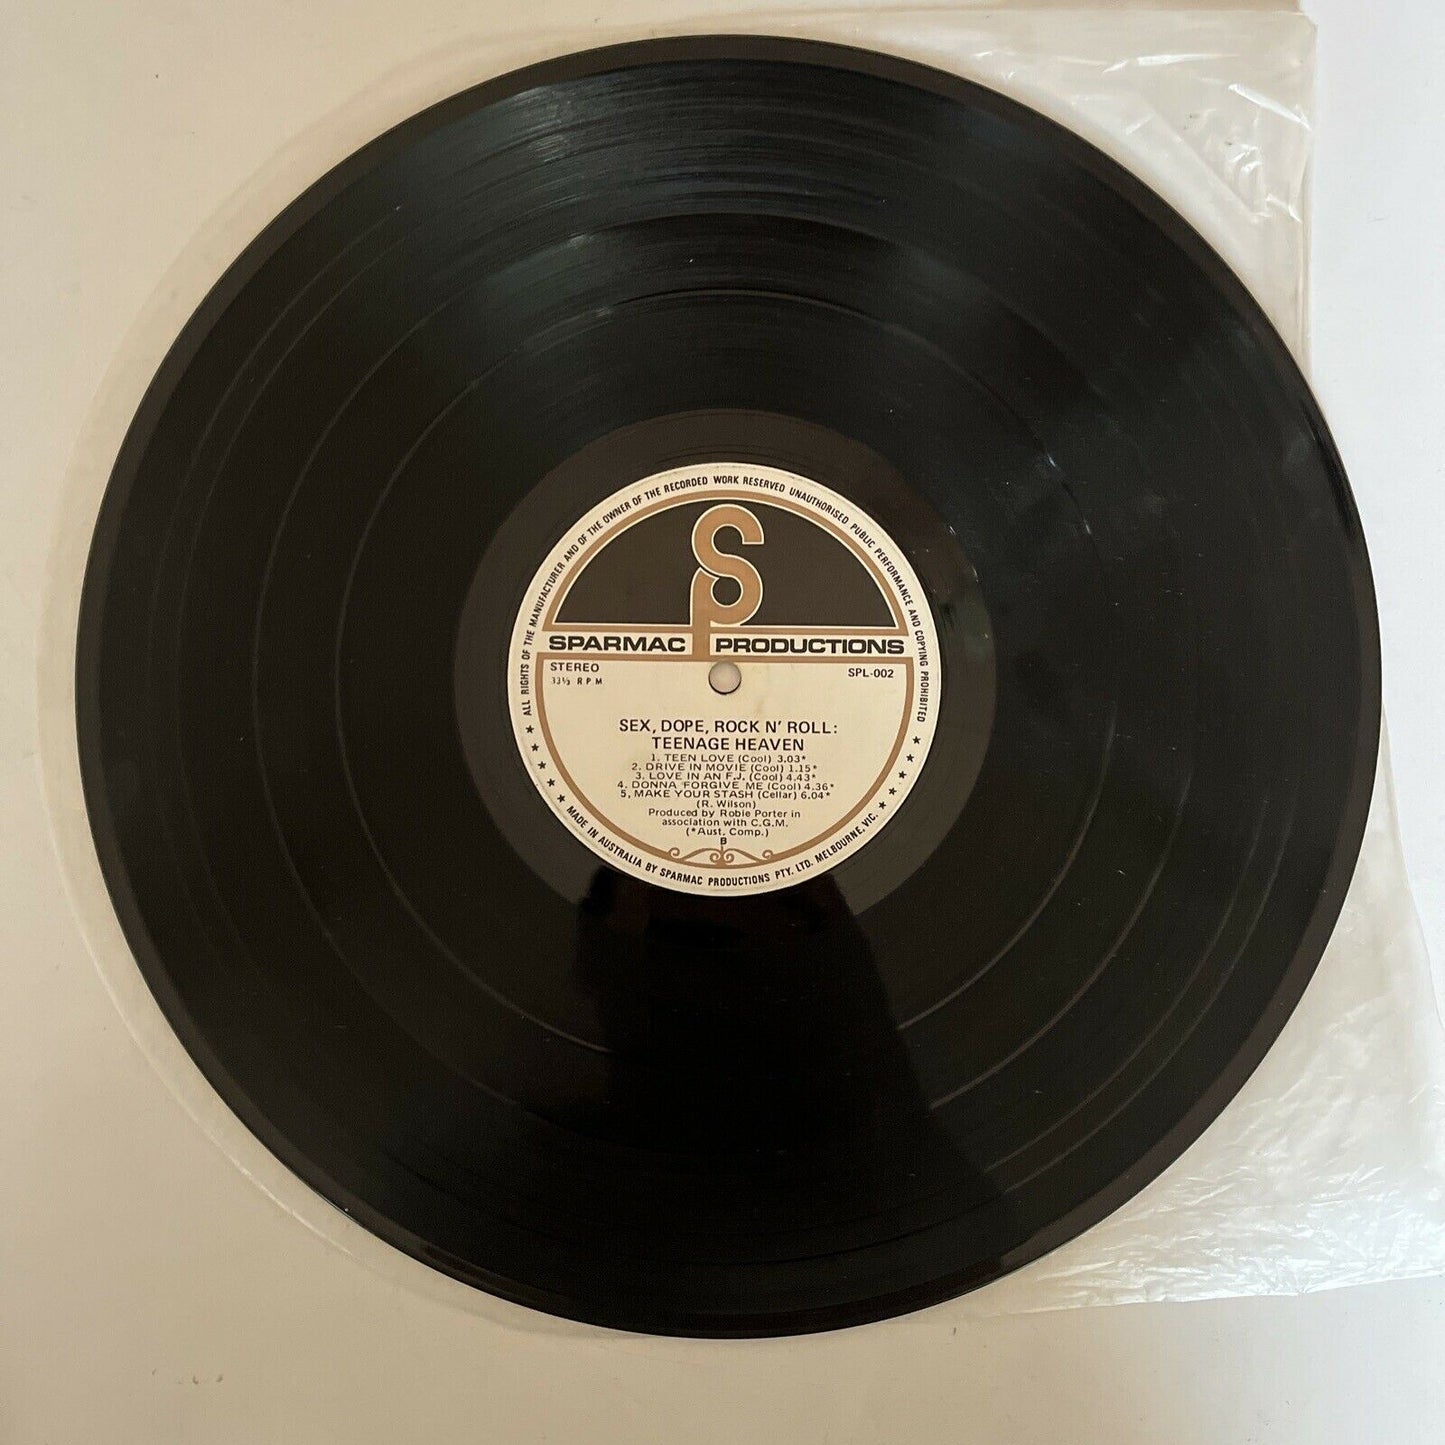 ALL RIGHTS OF THE MANUFACTURER AND OF THE OWNER OF THE RECORDED WORK RESERVED UNAUTHORISED PUBLIC PERFORMANCE AND COPYING PROHIBITED
SP
SPARMAC PRODUCTIONS
STEREO
33⅓ R P M
SPL-002
SEX, DOPE, ROCK N' ROLL:
TEENAGE HEAVEN
1. TEEN LOVE (Cool) 3.03*
2. DRIVE IN MOVIE (Cool) 1.15*
3. LOVE IN AN F.J. (Cool) 4.43*
4. DONNA FORGIVE ME (Cool) 4.36*
5, MAKE YOUR STASH (Cellar) 6.04*
(R. Wilson)
Produced by Robie Porter in
association with C.G.M.
(*Aust. Comp.)
B
★ ★ ★ ★ ★ ★ MADE IN AUSTRALIA BY SPARMAC PRODUCTIONS PTY. LTD. MELBOURNE, VIC. ★ ★ ★ ★ ★ ★